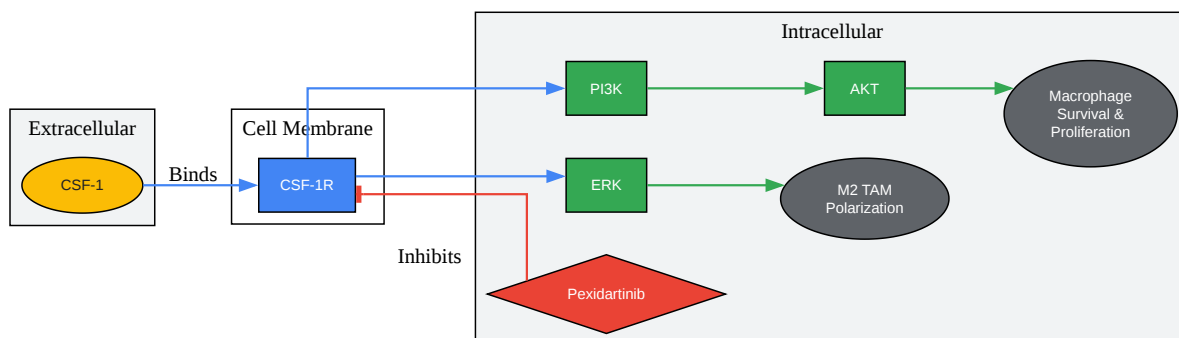 Intracellular
PI3K
AKT
Macrophage
Survival &
Proliferation
Extracellular
Cell Membrane
CSF-1
Binds
CSF-1R
ERK
M2 TAM
Polarization
Inhibits
Pexidartinib